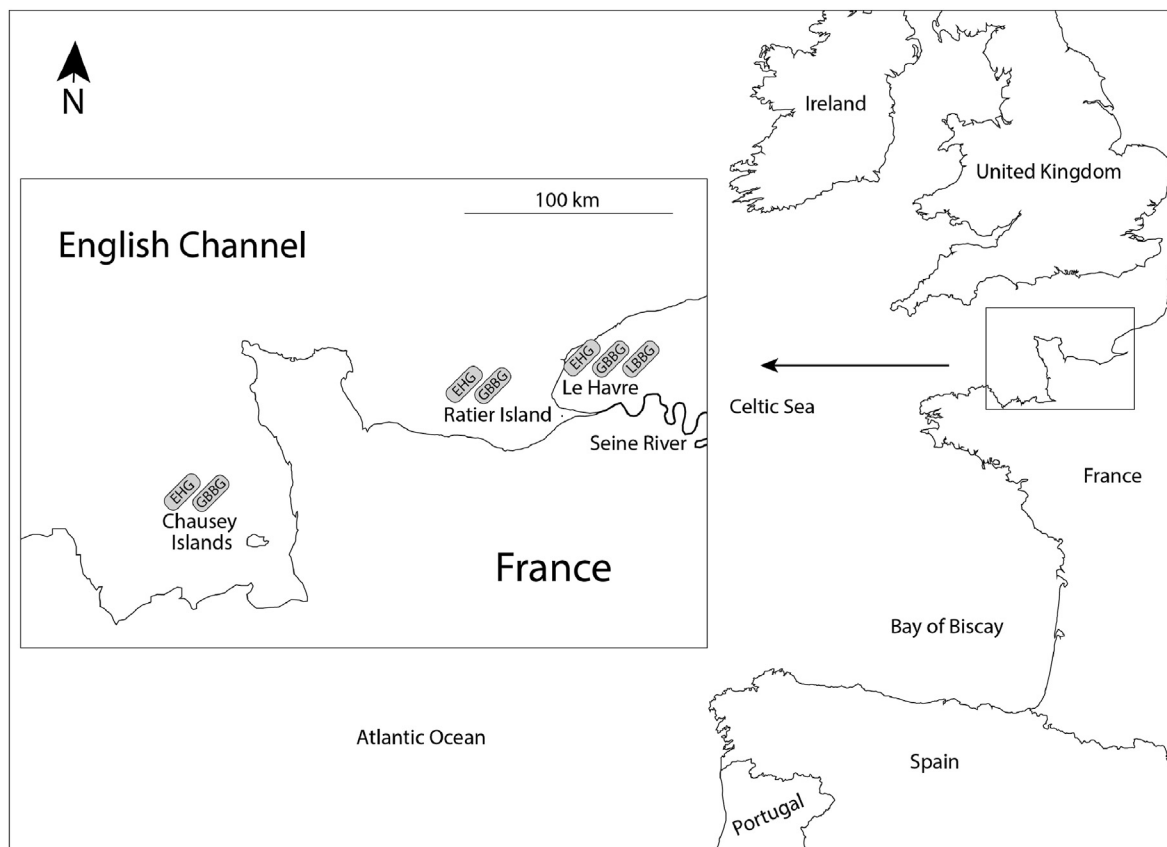 N
Ireland
United Kingdom
100 km
English Channel
EHG GBBG LBBG
Le Havre
EHG GBBG
Ratier Island
Seine River
Celtic Sea
France
EHG GBBG
Chausey
Islands
France
Bay of Biscay
Atlantic Ocean
Spain
Portugal